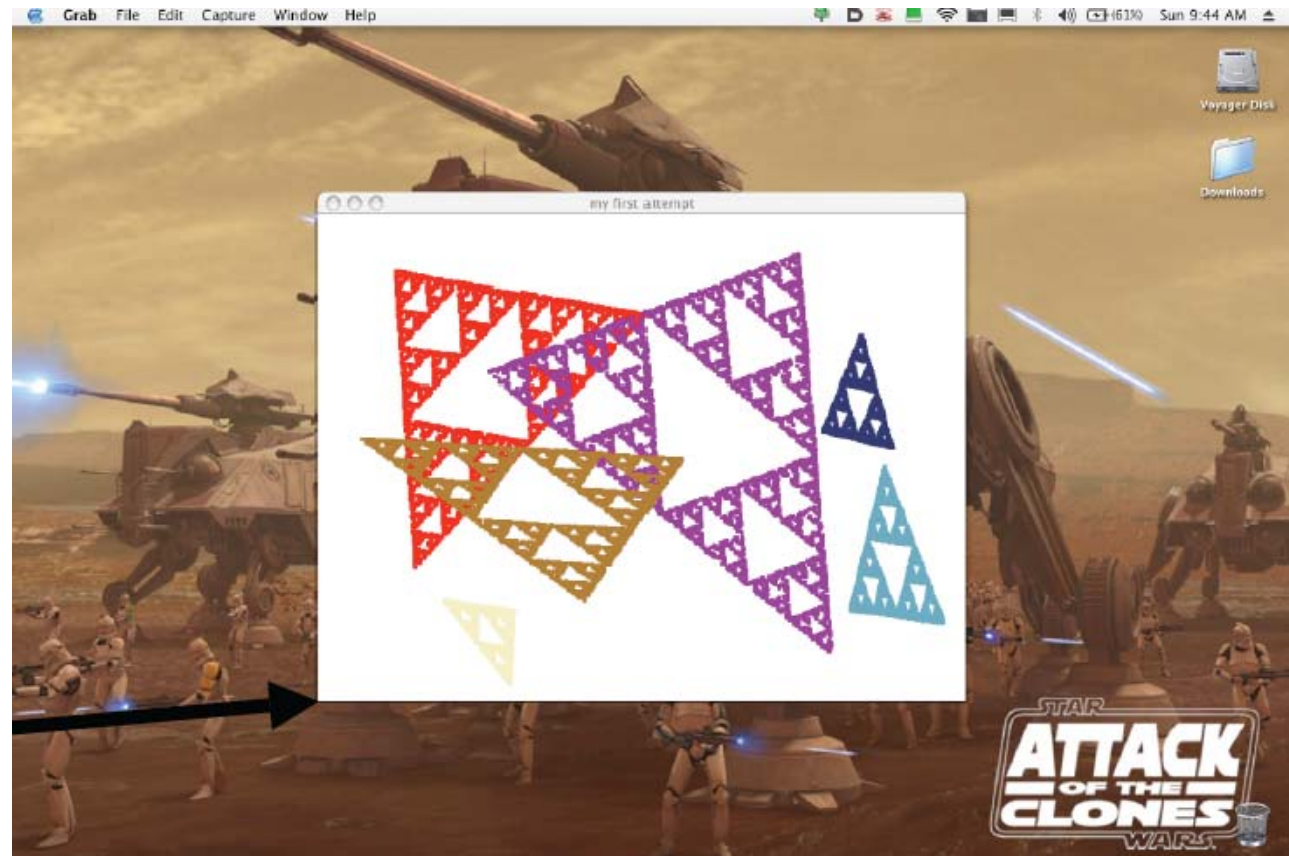 Grab File Edit Capture Window Help (61%) Sun 9:44 AM
Voyager Disk
Downloads
my first attempt
STAR
ATTACK
OF THE
CLONES
WARS